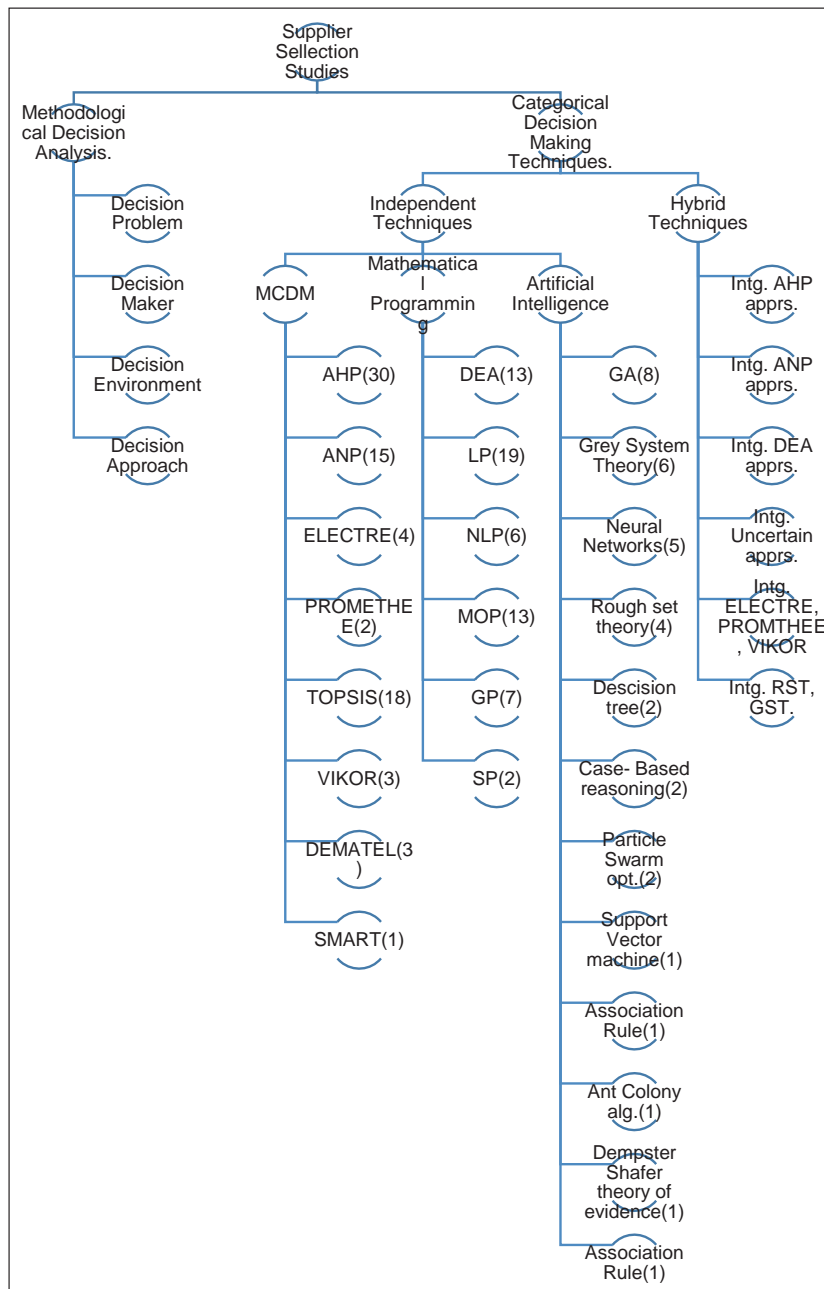 Supplier
Sellection
Studies
Methodologi
cal Decision
Analysis.
Decision
Problem
Decision
Maker
Decision
Environment
Decision
Approach
Categorical
Decision
Making
Techniques.
Independent
Techniques
MCDM
AHP(30)
ANP(15)
ELECTRE(4)
PROMETHE
E(2)
TOPSIS(18)
VIKOR(3)
DEMATEL(3
)
SMART(1)
Mathematica
l
Programmin
g
DEA(13)
LP(19)
NLP(6)
MOP(13)
GP(7)
SP(2)
Artificial
Intelligence
GA(8)
Grey System
Theory(6)
Neural
Networks(5)
Rough set
theory(4)
Descision
tree(2)
Case- Based
reasoning(2)
Particle
Swarm
opt.(2)
Support
Vector
machine(1)
Association
Rule(1)
Ant Colony
alg.(1)
Dempster
Shafer
theory of
evidence(1)
Association
Rule(1)
Hybrid
Techniques
Intg. AHP
apprs.
Intg. ANP
apprs.
Intg. DEA
apprs.
Intg.
Uncertain
apprs.
Intg.
ELECTRE,
PROMTHEE
, VIKOR
Intg. RST,
GST.